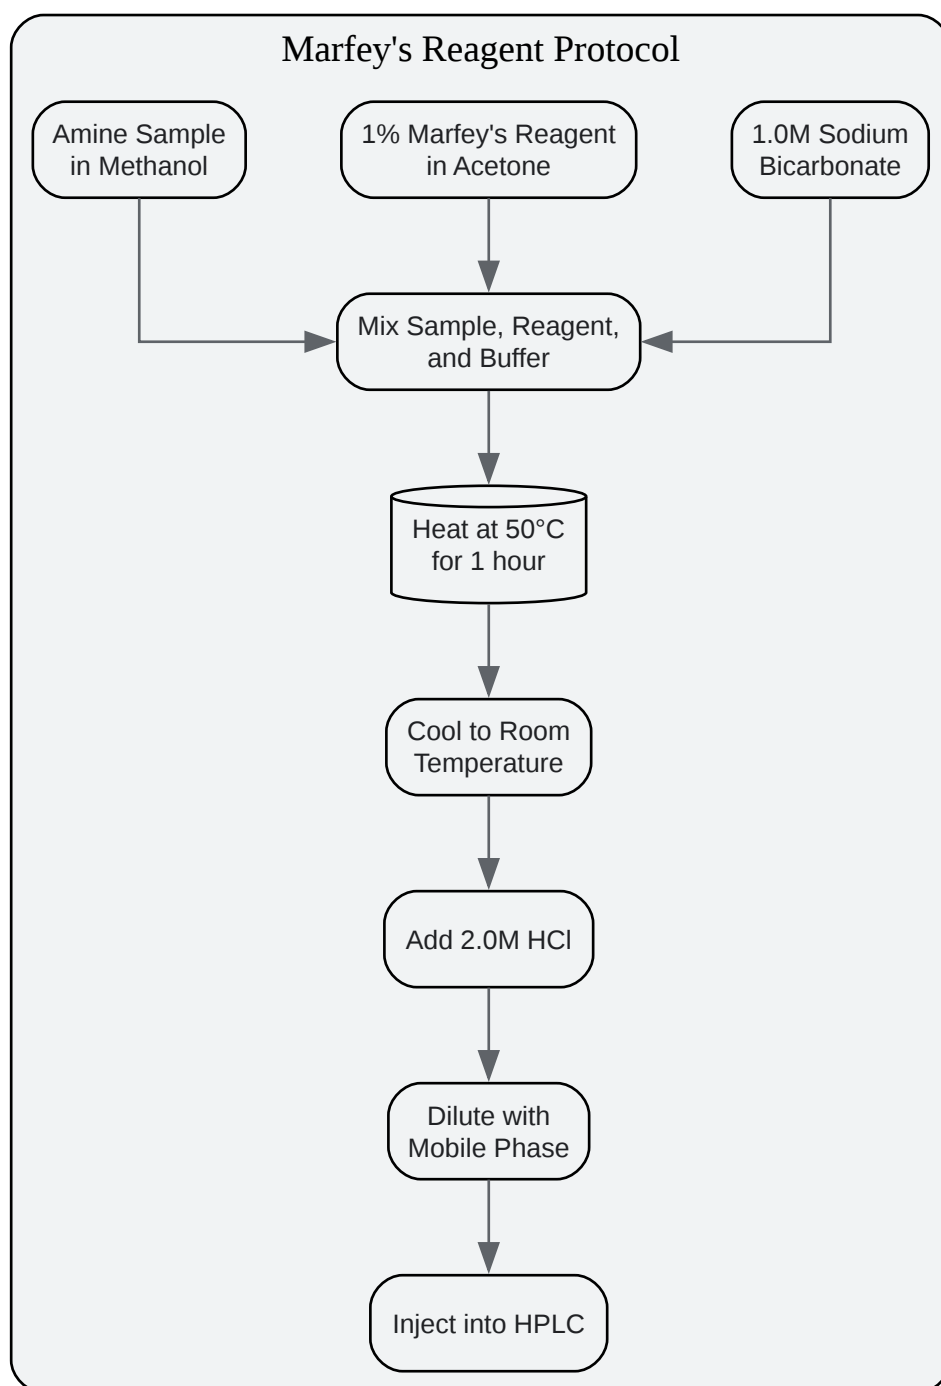 Marfey's Reagent Protocol
Amine Sample
in Methanol
1% Marfey's Reagent
in Acetone
1.0M Sodium
Bicarbonate
Mix Sample, Reagent,
and Buffer
Heat at 50°C
for 1 hour
Cool to Room
Temperature
Add 2.0M HCl
Dilute with
Mobile Phase
Inject into HPLC